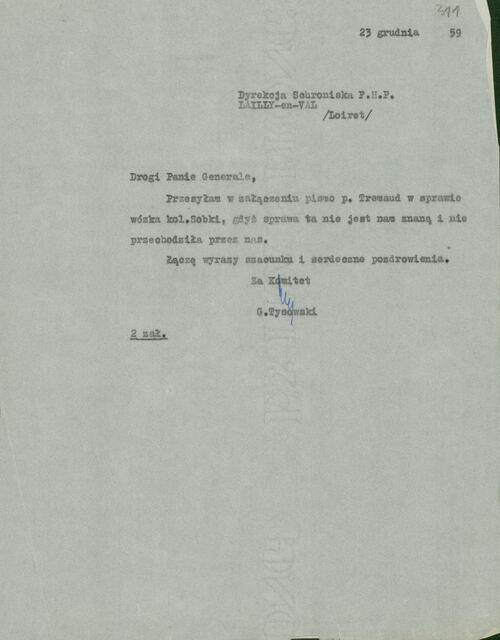 311
23 grudnia 59
Dyrekcja Schroniska F.H.P.
LAILLY-en-VAL
/Loiret/
Drogi Panie Generale,
Przesyłam w załączeniu pismo p. Tremaud w sprawie
wózka kol.Sobki, gdyż sprawa ta nie jest nam znaną i nie
przechodziła przez nas.
Łączę wyrazy szacunku i serdeczne pozdrowienia.
Za Komitet
G.Tysowski
2 zał.